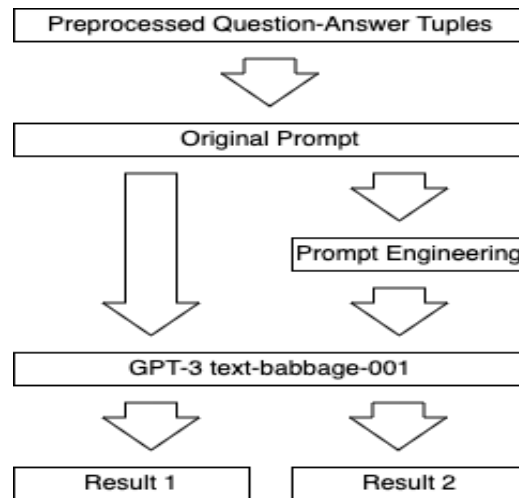 Preprocessed Question-Answer Tuples
Original Prompt
Prompt Engineering
GPT-3 text-babbage-001
Result 1
Result 2